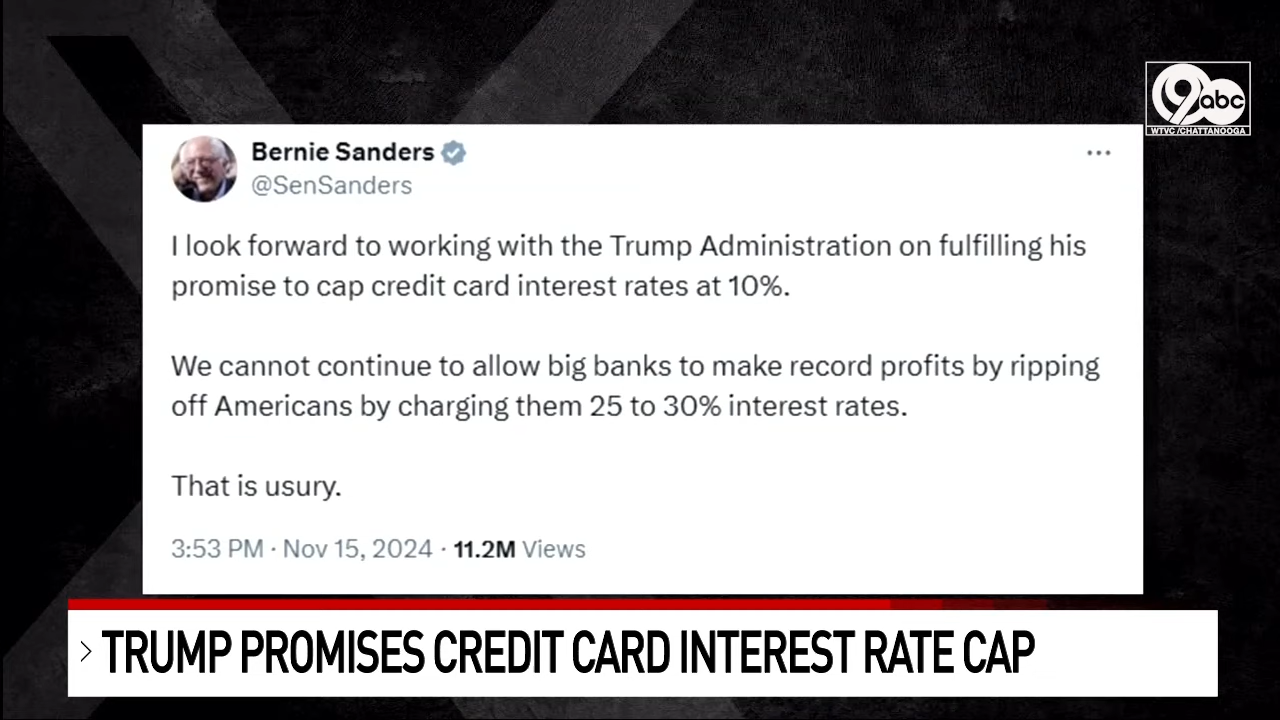 9 abc
WTVC/CHATTANOOGA
Bernie Sanders
@SenSanders
I look forward to working with the Trump Administration on fulfilling his
promise to cap credit card interest rates at 10%.
We cannot continue to allow big banks to make record profits by ripping
off Americans by charging them 25 to 30% interest rates.
That is usury.
3:53 PM · Nov 15, 2024 · 11.2M Views
TRUMP PROMISES CREDIT CARD INTEREST RATE CAP